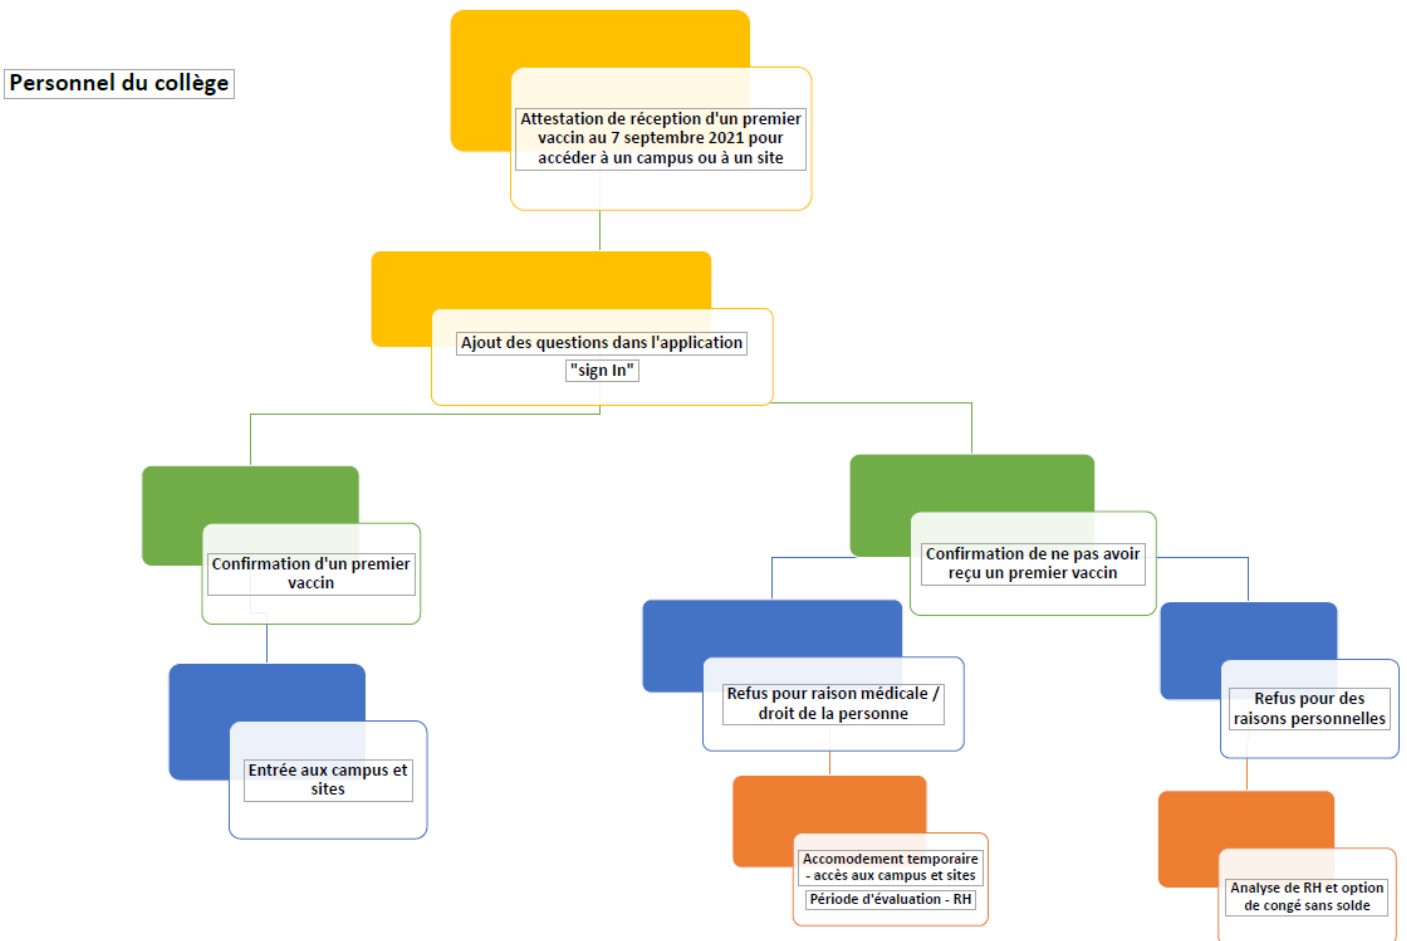 Personnel du collège
Attestation de réception d'un premier
vaccin au 7 septembre 2021 pour
accéder à un campus ou à un site
Ajout des questions dans l'application
"sign In"
Confirmation d'un premier
vaccin
Confirmation de ne pas avoir
reçu un premier vaccin
Entrée aux campus et
sites
Refus pour raison médicale /
droit de la personne
Refus pour des
raisons personnelles
Accomodement temporaire
- accès aux campus et sites
Période d'évaluation - RH
Analyse de RH et option
de congé sans solde